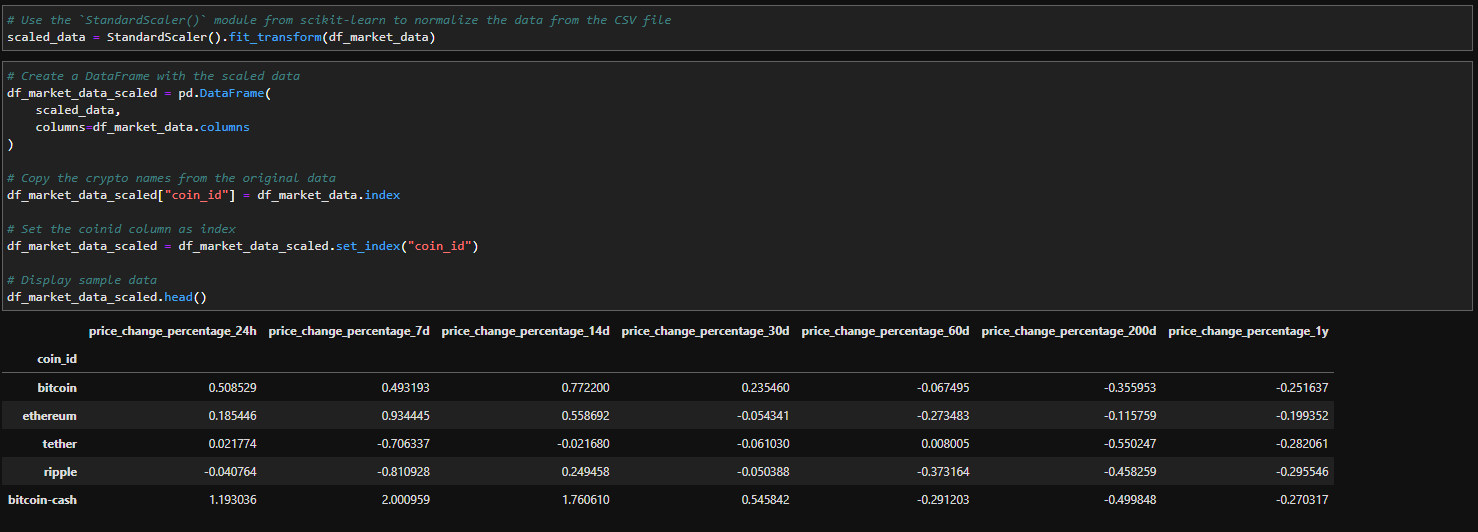 # Use the `StandardScaler()` module from scikit-learn to normalize the data from the CSV file
scaled_data = StandardScaler().fit_transform(df_market_data)
# Create a DataFrame with the scaled data
df_market_data_scaled = pd.DataFrame(
    scaled_data,
    columns=df_market_data.columns
)
# Copy the crypto names from the original data
df_market_data_scaled["coin_id"] = df_market_data.index
# Set the coinid column as index
df_market_data_scaled = df_market_data_scaled.set_index("coin_id")
# Display sample data
df_market_data_scaled.head()
price_change_percentage_24h price_change_percentage_7d price_change_percentage_14d price_change_percentage_30d price_change_percentage_60d price_change_percentage_200d price_change_percentage_1y
coin_id
bitcoin 0.508529 0.493193 0.772200 0.235460 -0.067495 -0.355953 -0.251637
ethereum 0.185446 0.934445 0.558692 -0.054341 -0.273483 -0.115759 -0.199352
tether 0.021774 -0.706337 -0.021680 -0.061030 0.008005 -0.550247 -0.282061
ripple -0.040764 -0.810928 0.249458 -0.050388 -0.373164 -0.458259 -0.295546
bitcoin-cash 1.193036 2.000959 1.760610 0.545842 -0.291203 -0.499848 -0.270317